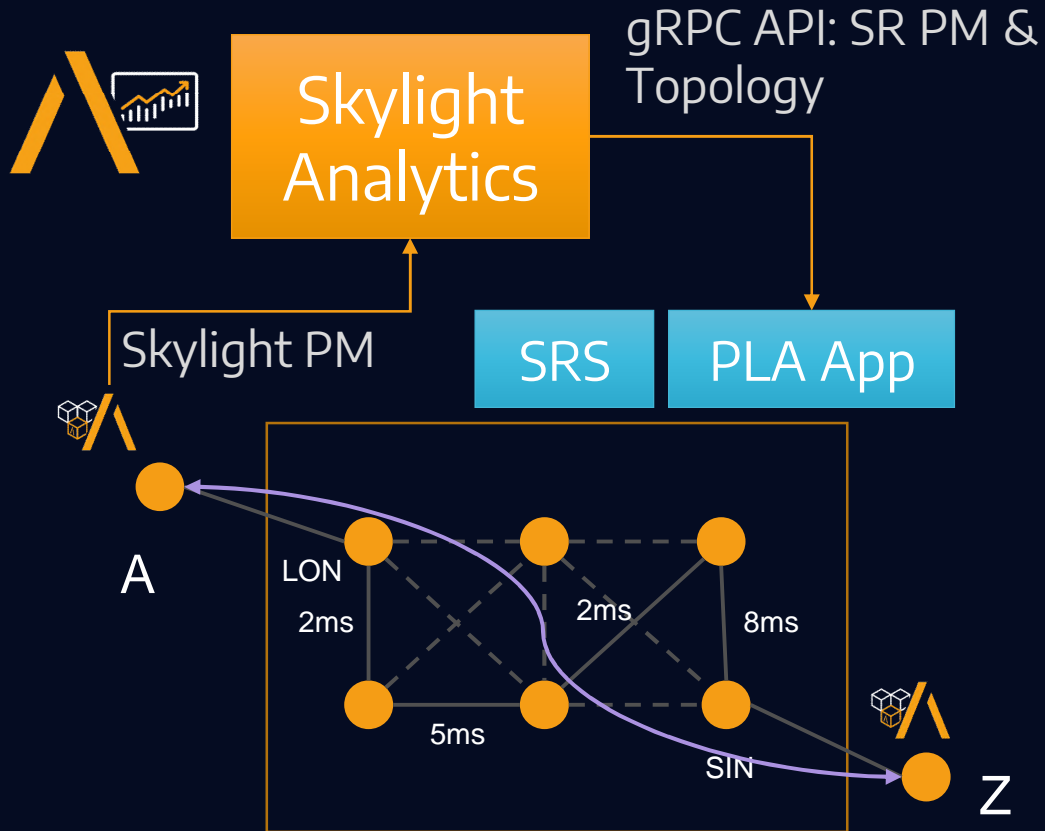 gRPC API: SR PM &
Topology
Skylight
Analytics
Skylight PM
SRS
PLA App
A
LON
2ms
2ms
8ms
5ms
SIN
Z